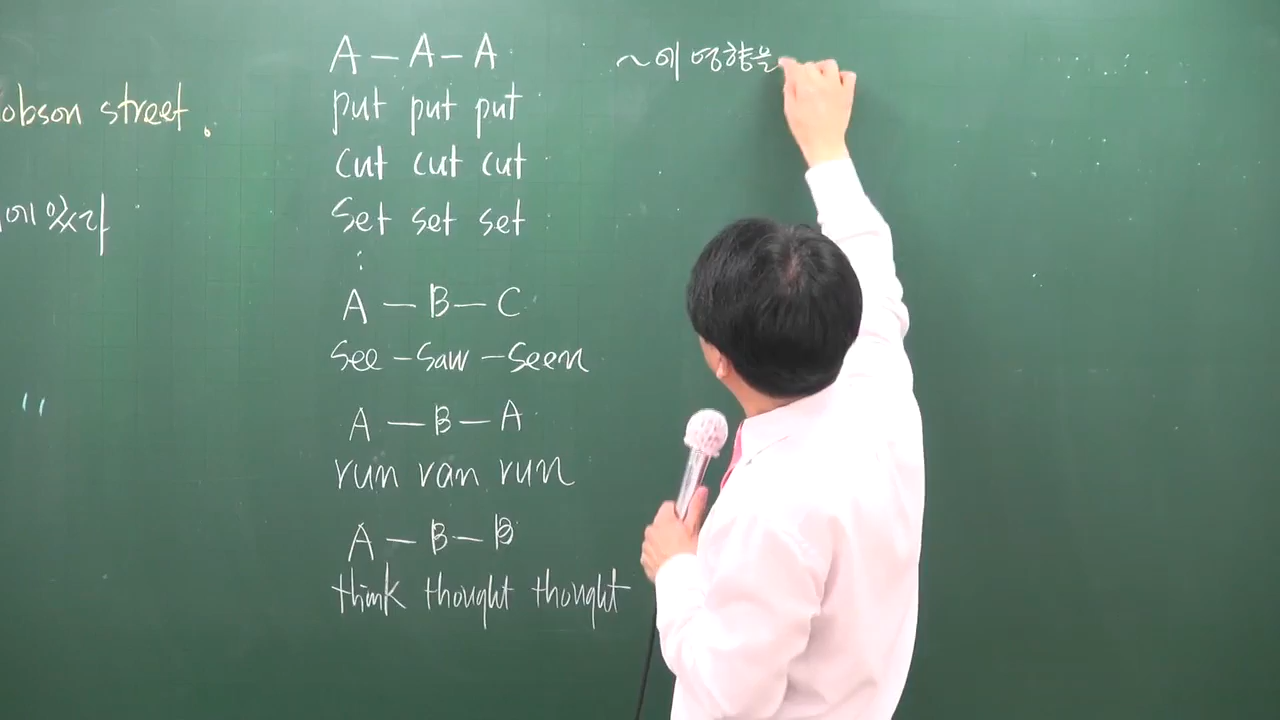 obson street.
에 있다
"
A – A – A
put put put
cut cut cut
set set set
:
A – B – C
see – saw – seen
A – B – A
run ran run
A – B – B
think thought thought
~에 영향을